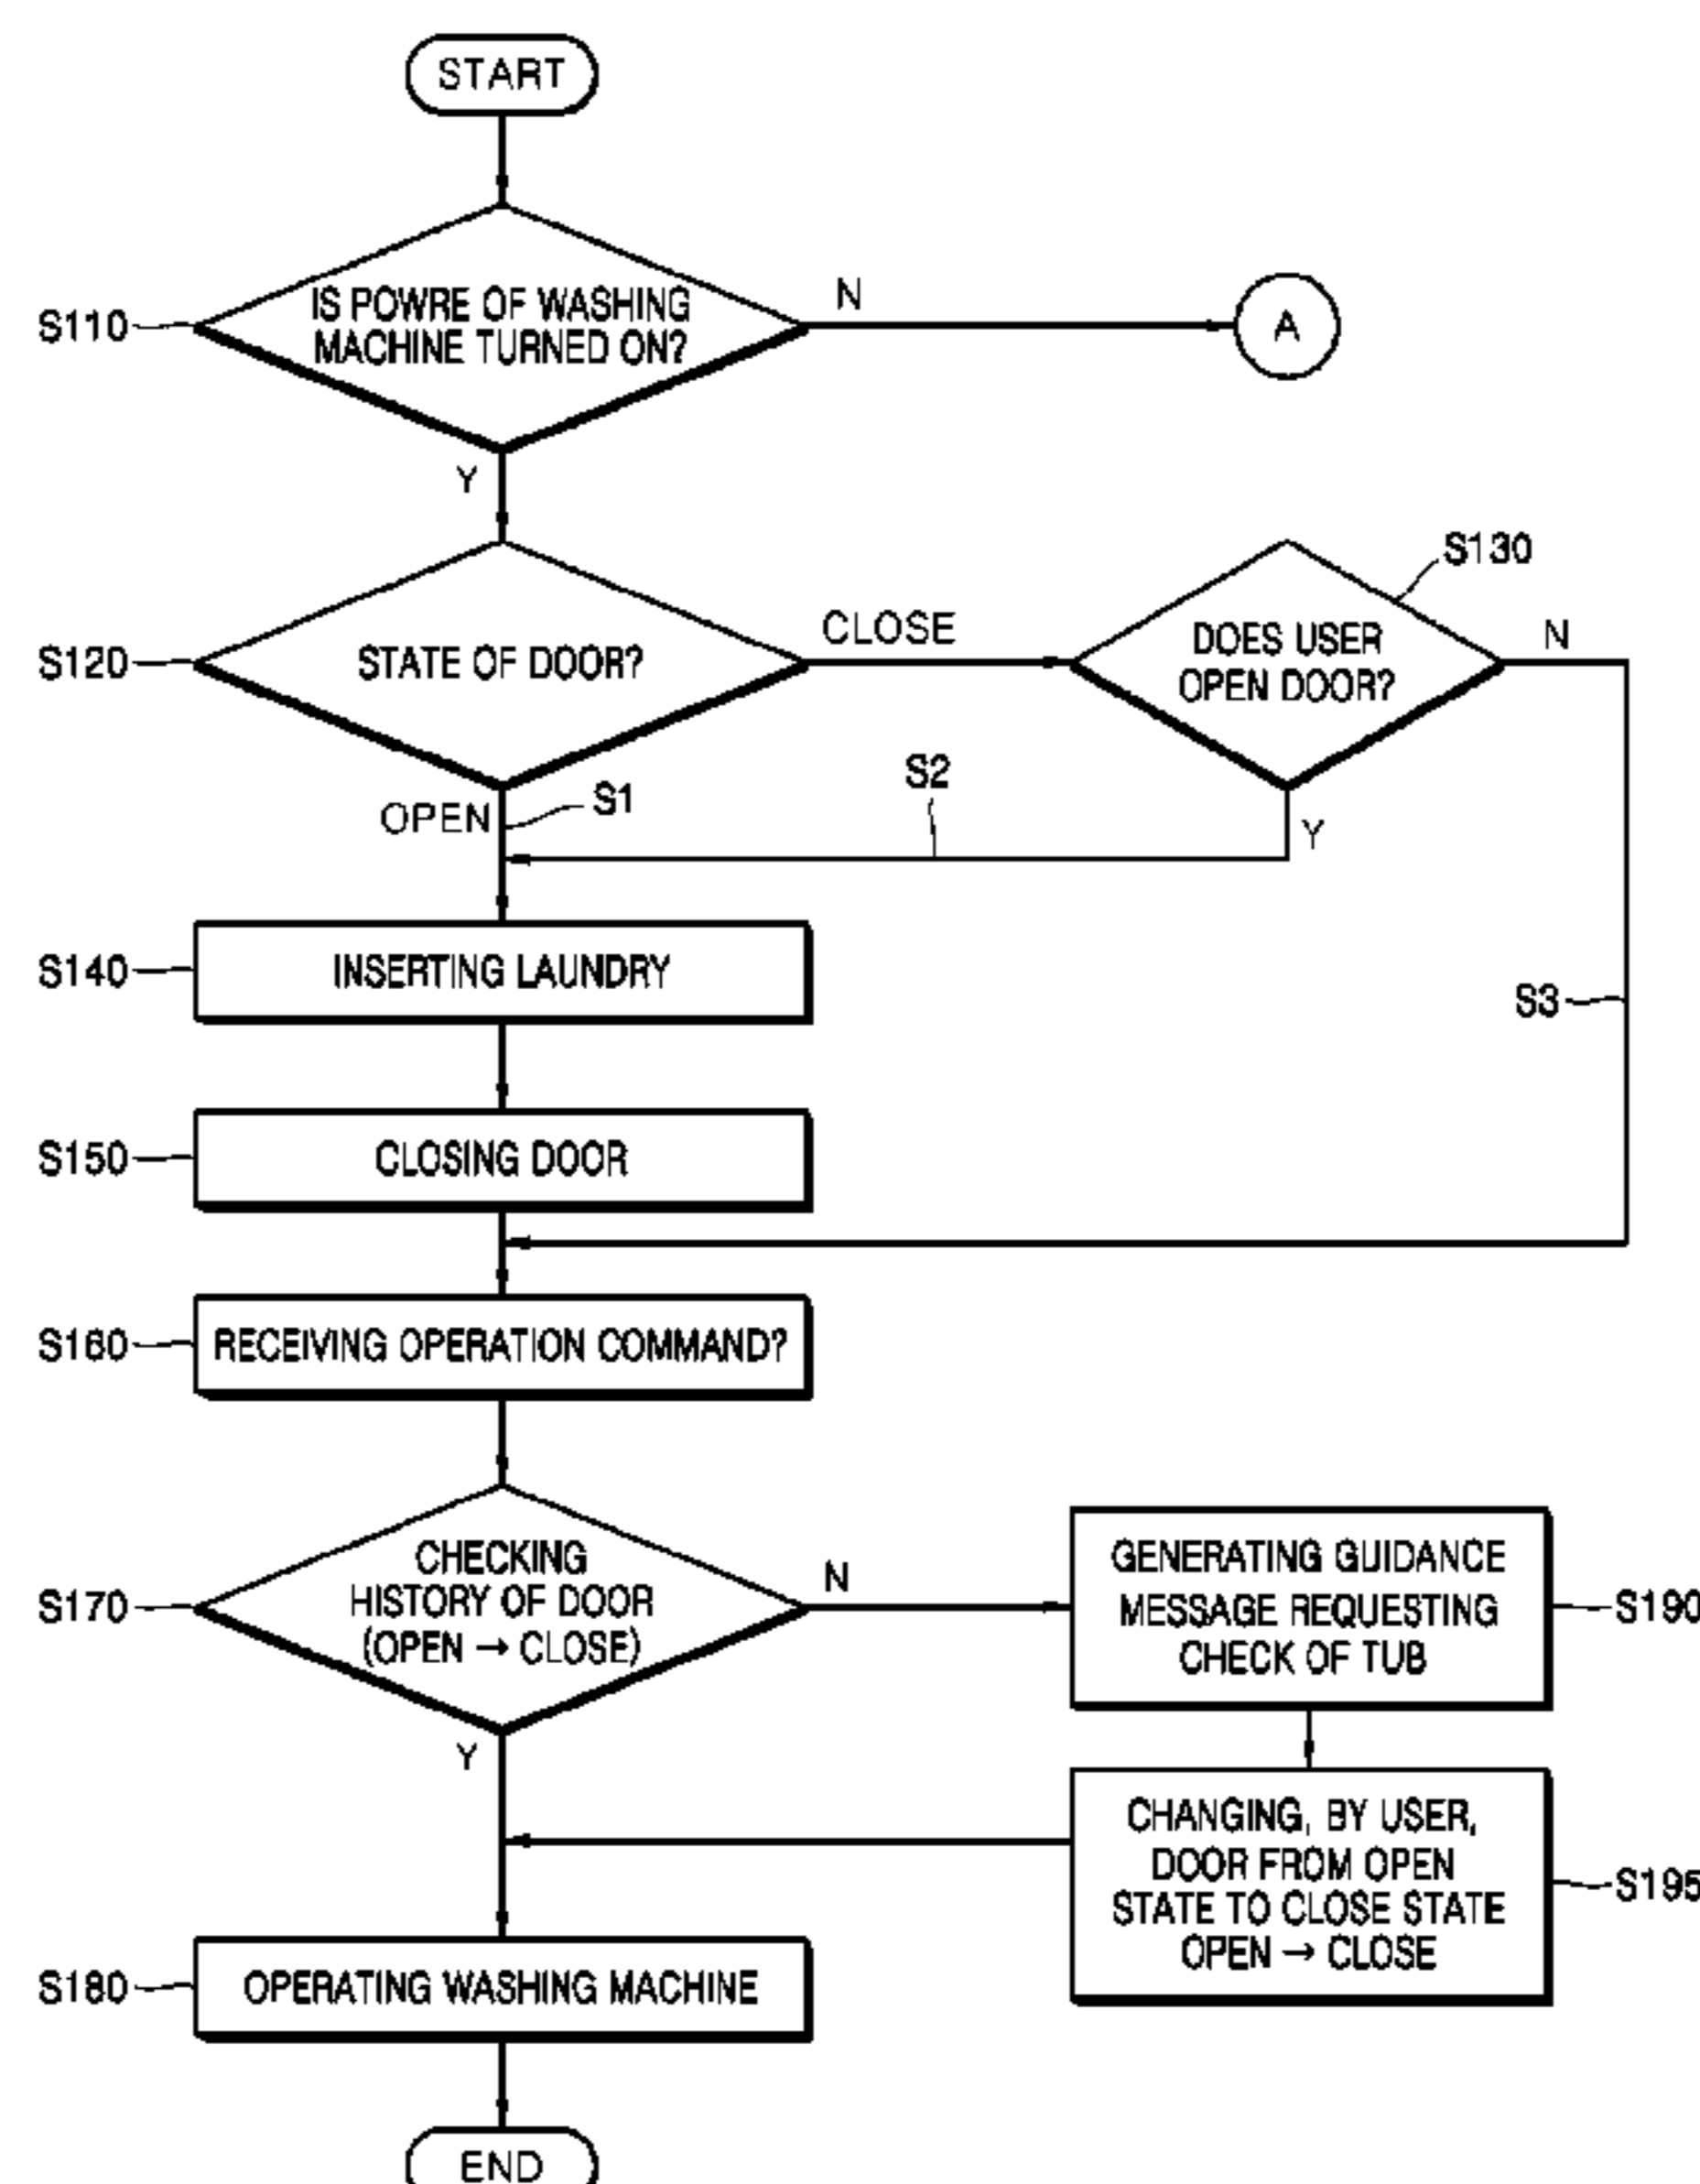 START
S110
IS POWRE OF WASHING
MACHINE TURNED ON?
N
A
Y
S120
STATE OF DOOR?
CLOSE
S130
DOES USER
OPEN DOOR?
N
OPEN
S1
S2
Y
S140
INSERTING LAUNDRY
S3
S150
CLOSING DOOR
S160
RECEIVING OPERATION COMMAND?
S170
CHECKING
HISTORY OF DOOR
(OPEN → CLOSE)
N
GENERATING GUIDANCE
MESSAGE REQUESTING
CHECK OF TUB
S190
Y
CHANGING, BY USER,
DOOR FROM OPEN
STATE TO CLOSE STATE
OPEN → CLOSE
S195
S180
OPERATING WASHING MACHINE
END